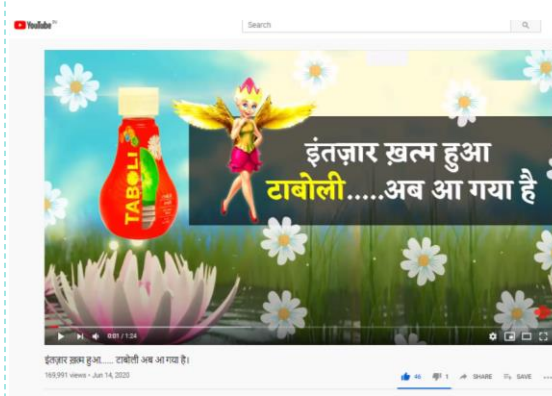 YouTube
Search
TABOLI
इंतज़ार ख़त्म हुआ
टाबोली.....अब आ गया है
0:01 / 1:24
इंतज़ार ख़त्म हुआ...... टाबोली अब आ गया है।
169,991 views • Jun 14, 2020
46 1 SHARE SAVE ...